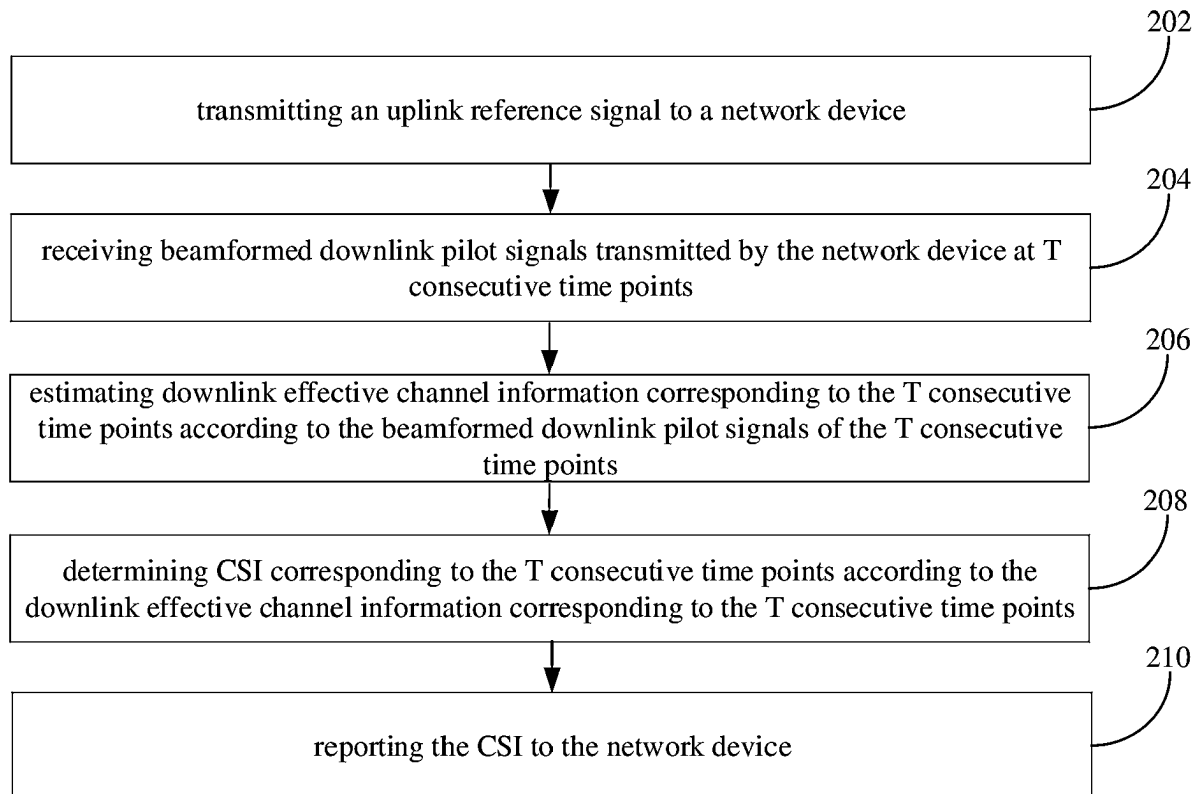 202
transmitting an uplink reference signal to a network device
204
receiving beamformed downlink pilot signals transmitted by the network device at T
consecutive time points
206
estimating downlink effective channel information corresponding to the T consecutive
time points according to the beamformed downlink pilot signals of the T consecutive
time points
208
determining CSI corresponding to the T consecutive time points according to the
downlink effective channel information corresponding to the T consecutive time points
210
reporting the CSI to the network device